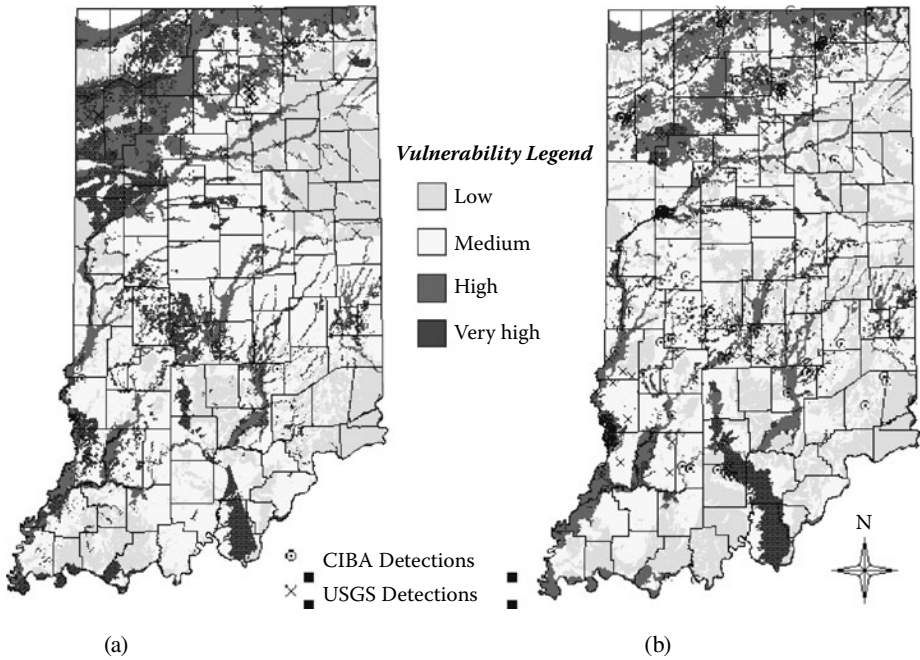 Vulnerability Legend
Low
Medium
High
Very high
CIBA Detections
USGS Detections
N
(a)
(b)